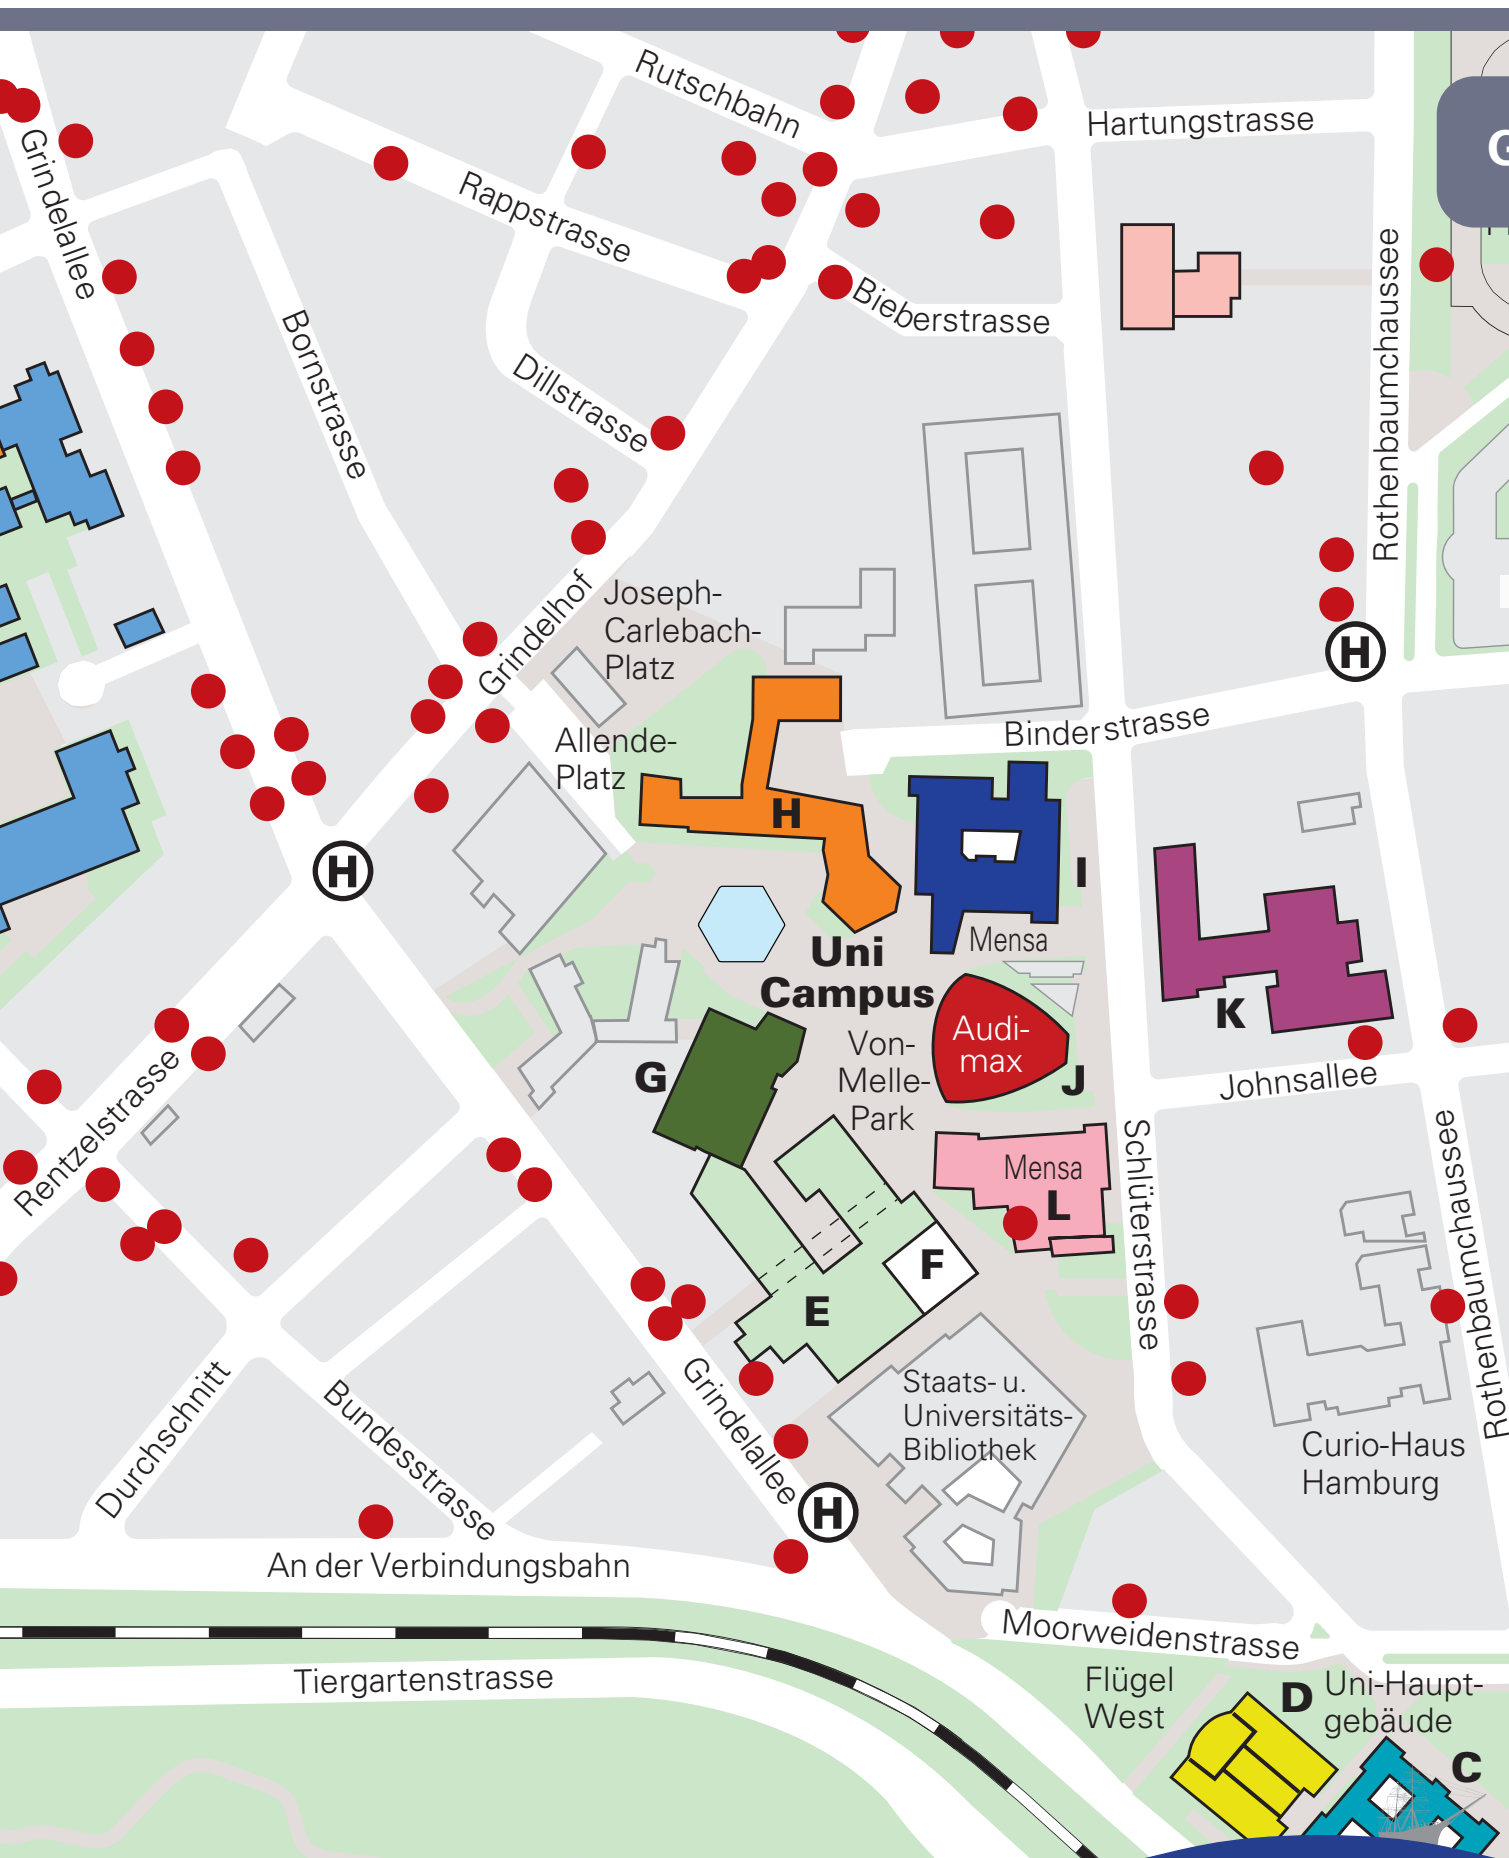 Rutschbahn
Hartungstrasse
G
Grindelallee
Rappstrasse
Rothenbaumchaussee
Bieberstrasse
Bornstrasse
Dillstrasse
Grindelhof
Joseph-
Carlebach-
Platz
H
Allende-
Platz
Binderstrasse
H
H
I
Mensa
Uni
Campus
K
Audi-
max
J
Von-
Melle-
Park
G
Johnsallee
Rentzelstrasse
Schlüterstrasse
Rothenbaumchaussee
Mensa
L
F
E
Grindelallee
Durchschnitt
Bundesstrasse
Staats- u.
Universitäts-
Bibliothek
Rothen
Curio-Haus
Hamburg
H
An der Verbindungsbahn
Moorweidenstrasse
Tiergartenstrasse
Flügel
West
D
Uni-Haupt-
gebäude
C